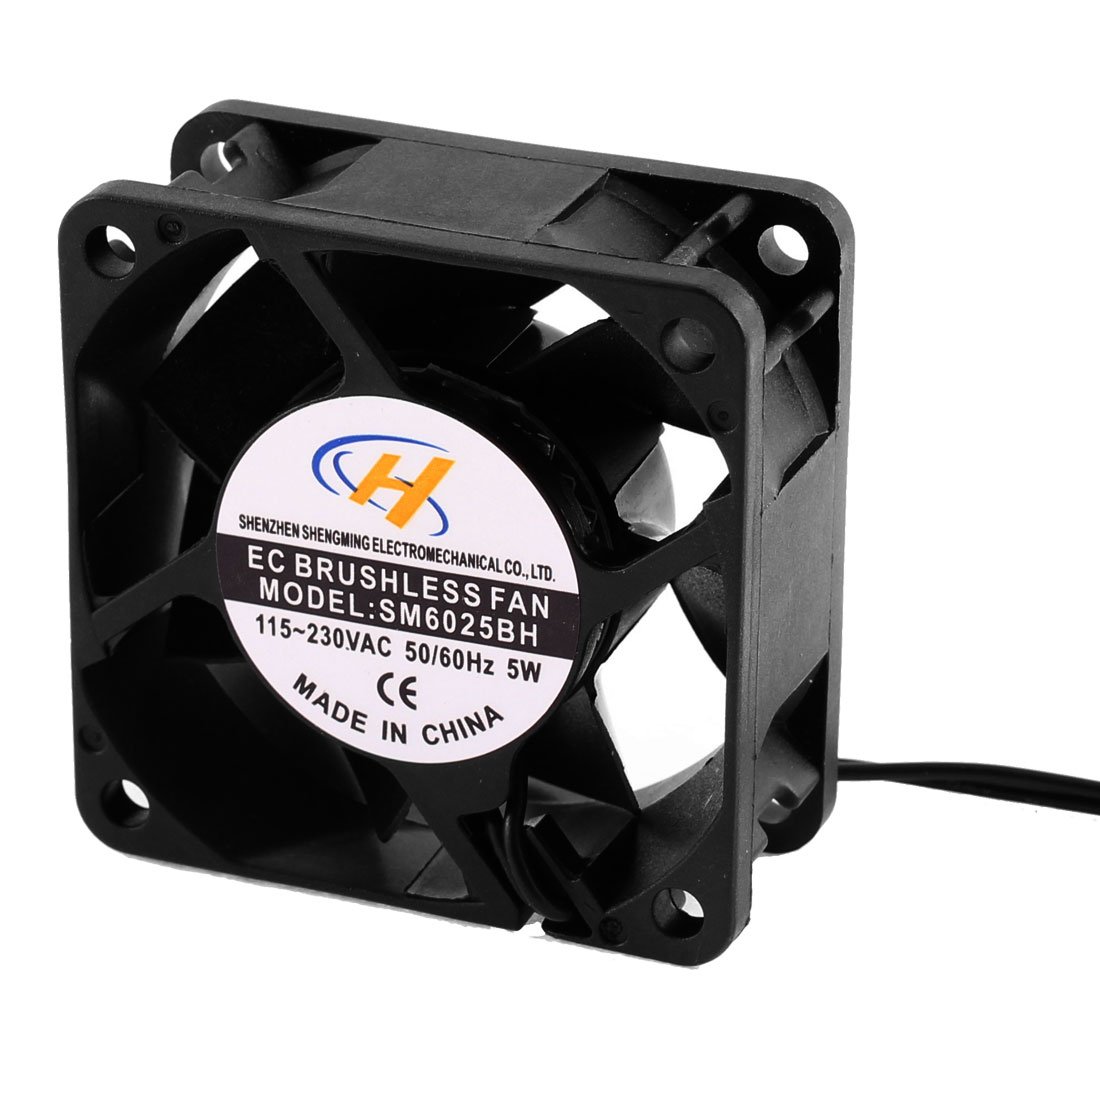 H
SHENZHEN SHENGMING ELECTROMECHANICAL CO., LTD.
EC BRUSHLESS FAN
MODEL:SM6025BH
115~230VAC 50/60Hz 5W
CE
MADE IN CHINA